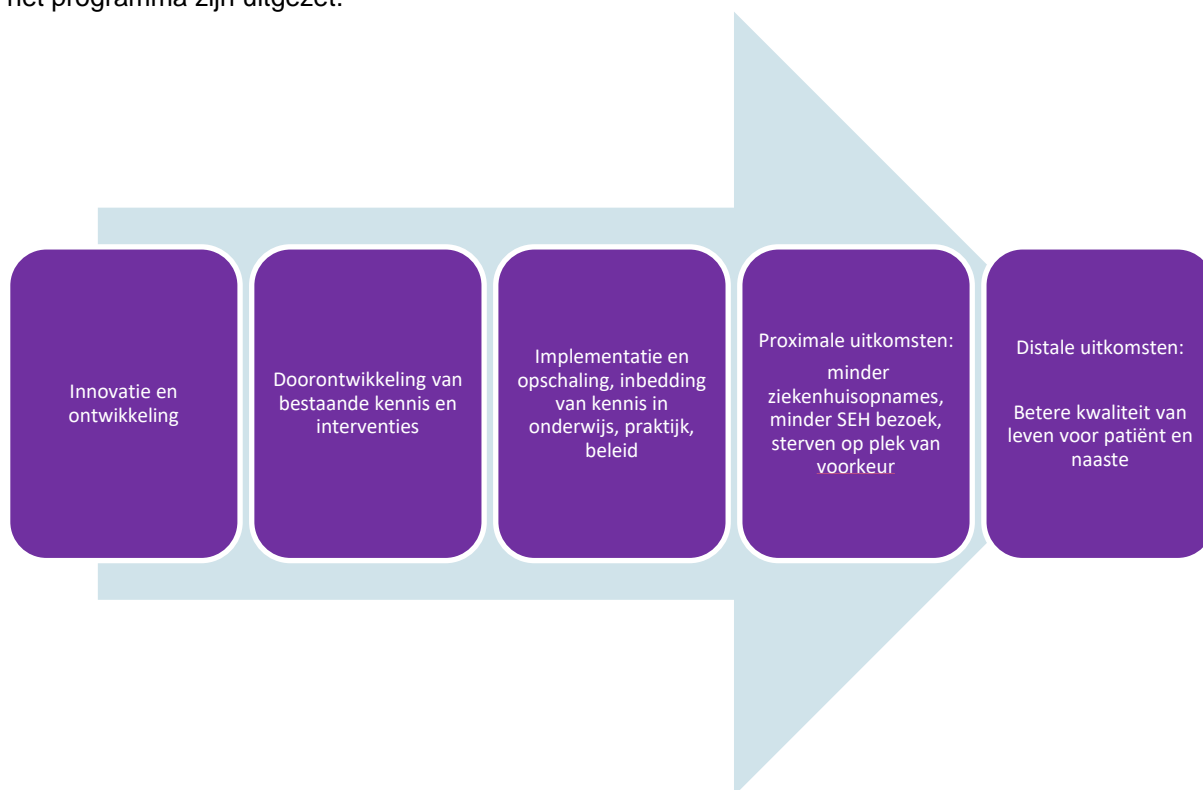 het programma zijn uitgezet.
Innovatie en
ontwikkeling
Doorontwikkeling van
bestaande kennis en
interventies
Implementatie en
opschaling, inbedding
van kennis in
onderwijs, praktijk,
beleid
Proximale uitkomsten:
minder
ziekenhuisopnames,
minder SEH bezoek,
sterven op plek van
voorkeur
Distale uitkomsten:
Betere kwaliteit van
leven voor patiënt en
naaste